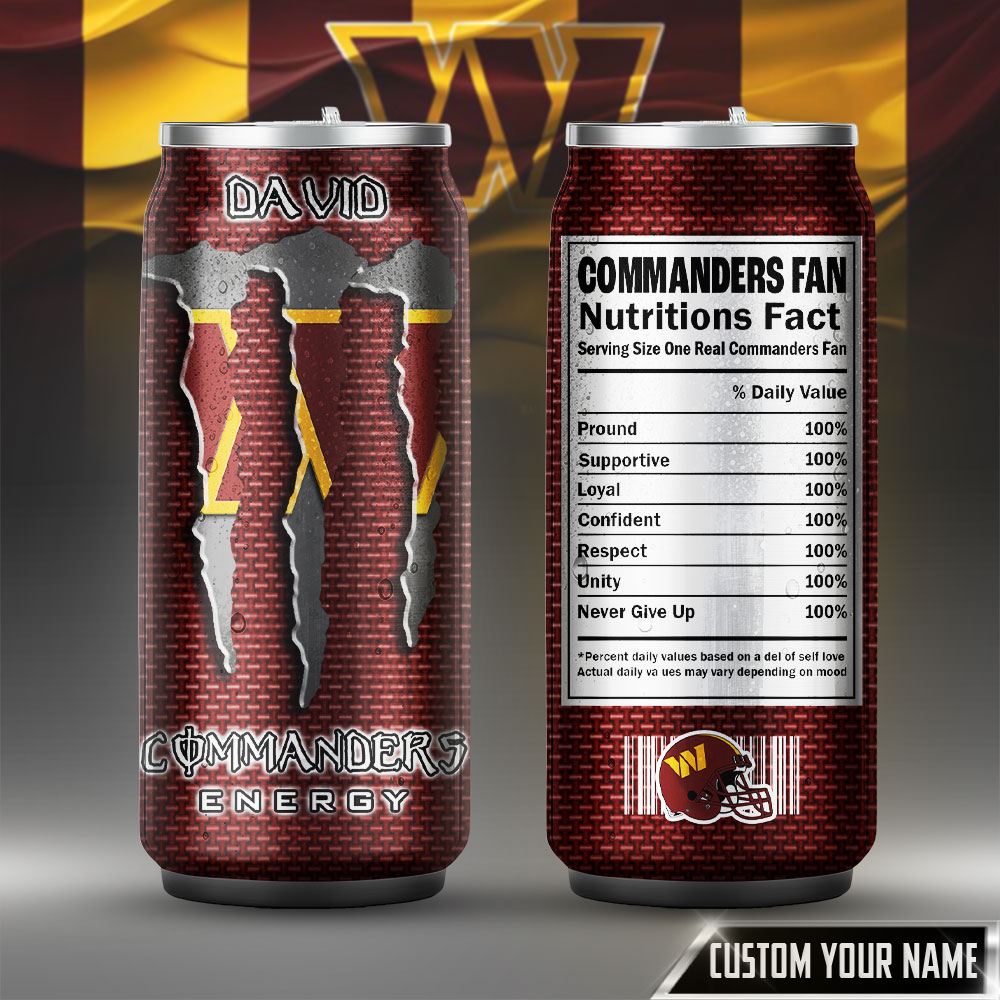 DAVID
COMMANDERS
ENERGY
COMMANDERS FAN
Nutritions Fact
Serving Size One Real Commanders Fan
% Daily Value
Pround 100%
Supportive 100%
Loyal 100%
Confident 100%
Respect 100%
Unity 100%
Never Give Up 100%
*Percent daily values based on a del of self love
Actual daily va ues may vary depending on mood
CUSTOM YOUR NAME